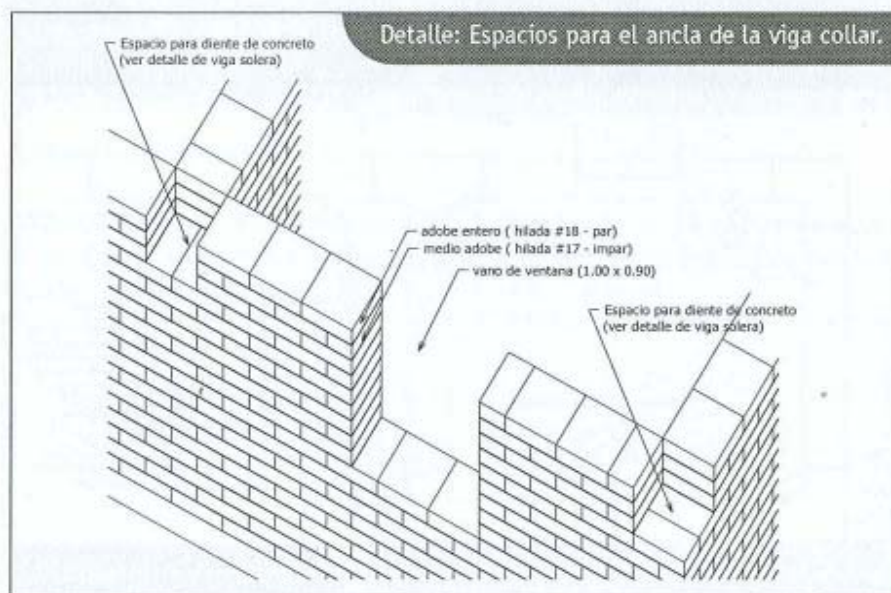 Detalle: Espacios para el ancla de la viga collar.
Espacio para diente de concreto
(ver detalle de viga solera)
adobe entero ( hilada #18 - par)
medio adobe ( hilada #17 - impar)
vano de ventana (1.00 x 0.90)
Espacio para diente de concreto
(ver detalle de viga solera)